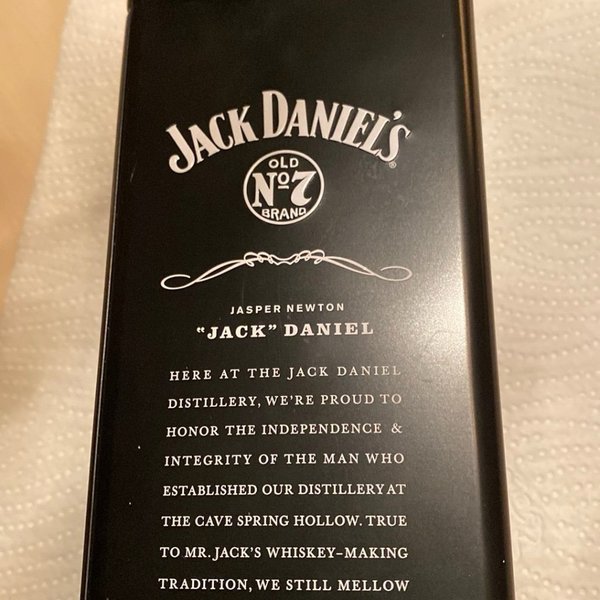 JACK DANIEL'S®
OLD
Nº7
BRAND
JASPER NEWTON
"JACK" DANIEL
HERE AT THE JACK DANIEL
DISTILLERY, WE'RE PROUD TO
HONOR THE INDEPENDENCE &
INTEGRITY OF THE MAN WHO
ESTABLISHED OUR DISTILLERY AT
THE CAVE SPRING HOLLOW. TRUE
TO MR. JACK'S WHISKEY-MAKING
TRADITION, WE STILL MELLOW